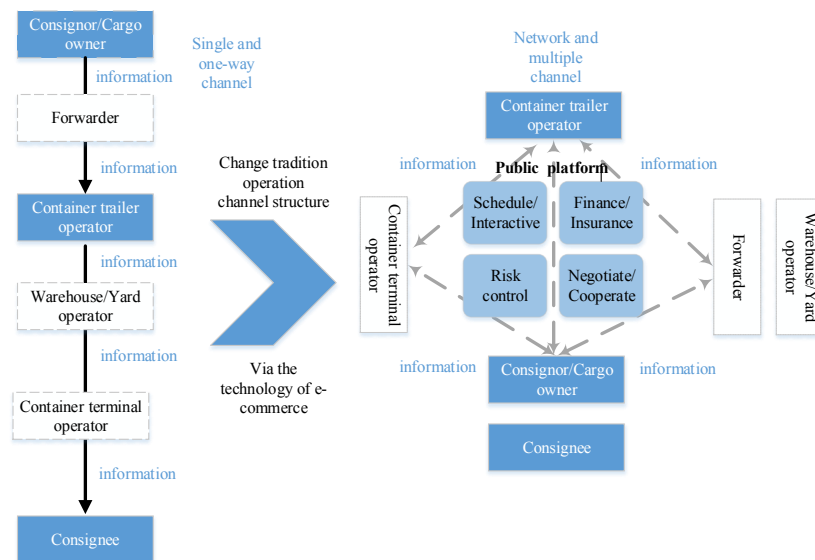 Consignor/Cargo
owner
Single and
one-way
channel
information
Forwarder
information
Container trailer
operator
information
Warehouse/Yard
operator
information
Container terminal
operator
information
Consignee
Change tradition
operation
channel structure
Via the
technology of e-
commerce
Network and
multiple
channel
Container trailer
operator
information
information
Public platform
Schedule/
Interactive
Finance/
Insurance
Risk
control
Negotiate/
Cooperate
Container terminal
operator
Forwarder
Warehouse/Yard
operator
information
information
Consignor/Cargo
owner
Consignee